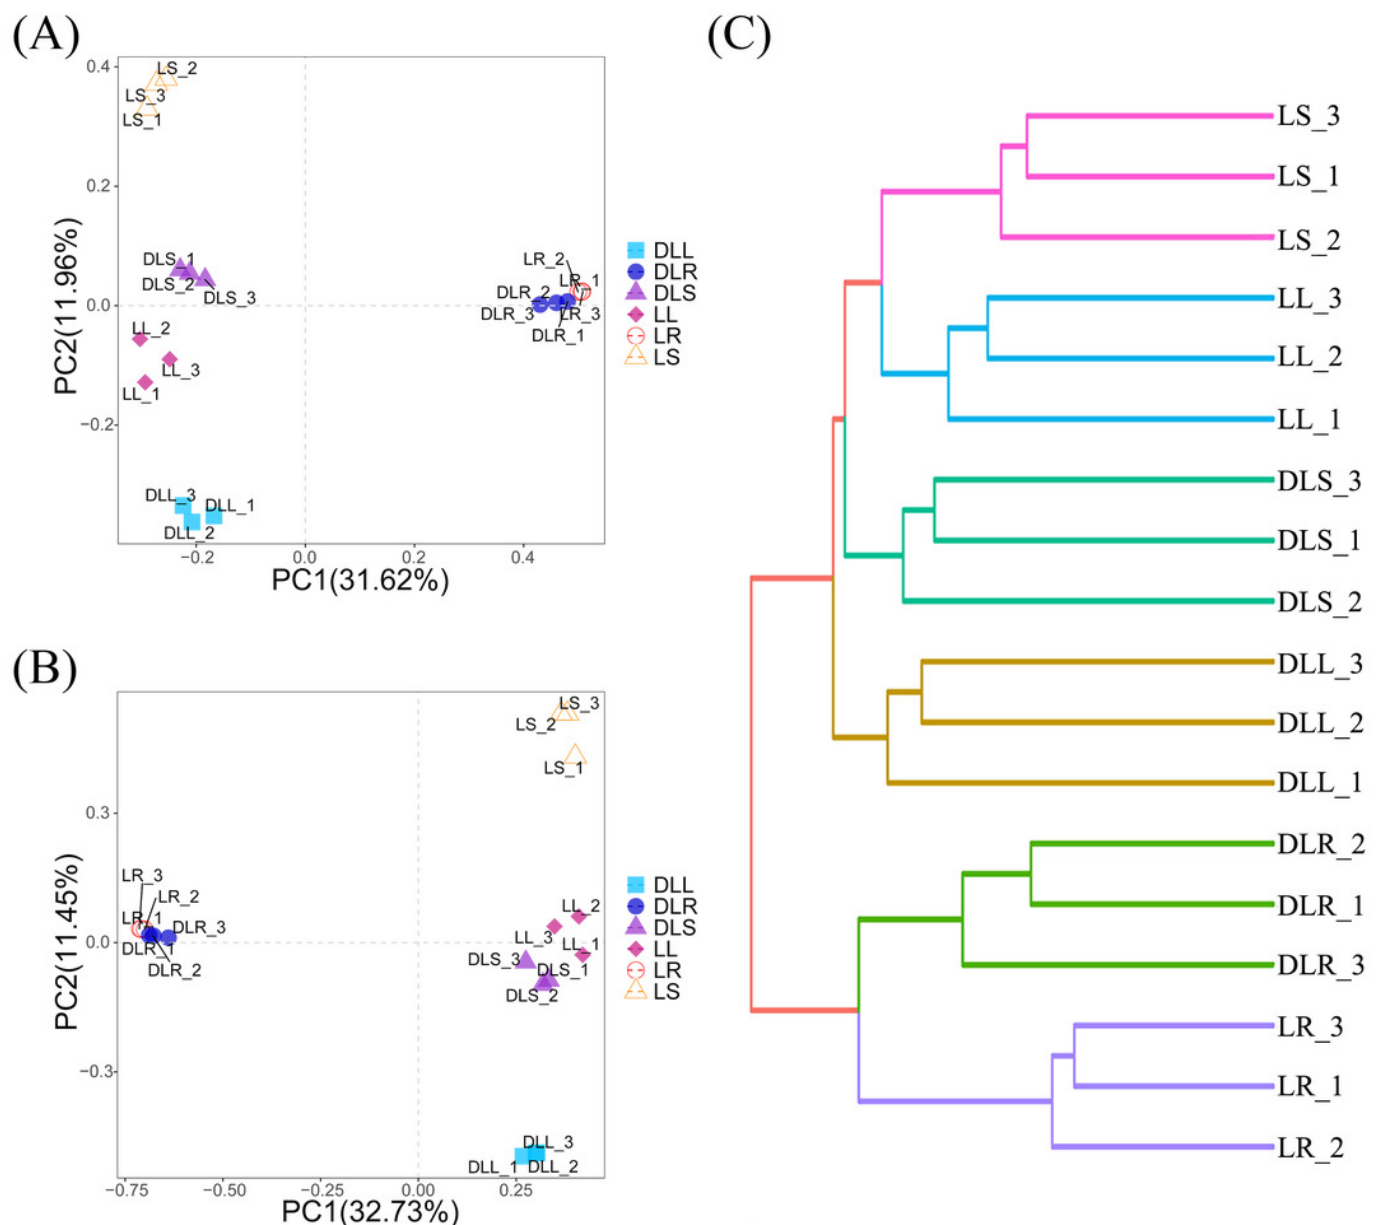 (A)
0.4
0.2
0.0
−0.2
PC2(11.96%)
LS_2
LS_3
LS_1
DLS_1
DLS_2
DLS_3
LL_2
LL_3
LL_1
DLL_3
DLL_1
DLL_2
LR_2
LR_1
DLR_2
DLR_3
LR_3
DLR_1
−0.2
0.0
0.2
0.4
PC1(31.62%)
DLL
DLR
DLS
LL
LR
LS
(B)
0.3
0.0
−0.3
PC2(11.45%)
LS_3
LS_2
LS_1
LR_3
LR_2
LR_1
DLR_3
DLR_1
DLR_2
LL_2
LL_3
LL_1
DLS_3
DLS_1
DLS_2
DLL_3
DLL_1
DLL_2
−0.75
−0.50
−0.25
0.00
0.25
PC1(32.73%)
DLL
DLR
DLS
LL
LR
LS
(C)
LS_3
LS_1
LS_2
LL_3
LL_2
LL_1
DLS_3
DLS_1
DLS_2
DLL_3
DLL_2
DLL_1
DLR_2
DLR_1
DLR_3
LR_3
LR_1
LR_2